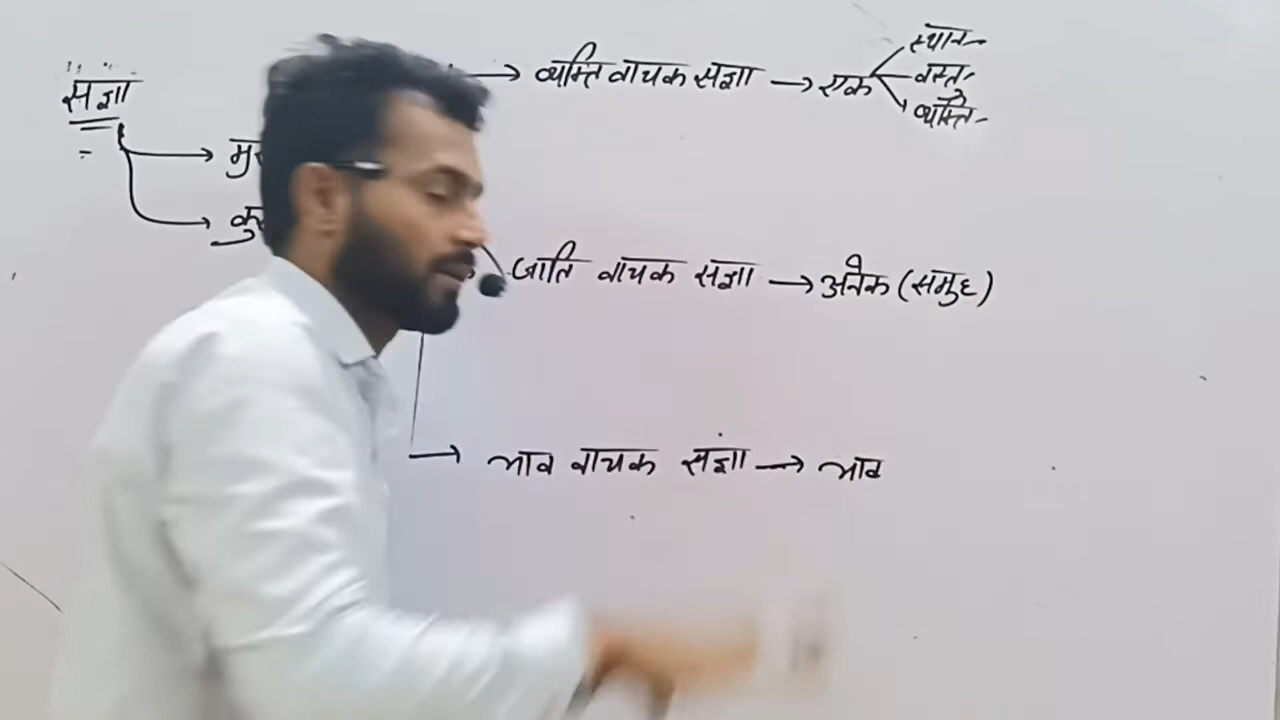 संज्ञा
व्यक्ति वाचक संज्ञा → एक
स्थान
वस्तु
व्यक्ति
जाति वाचक संज्ञा → अनेक (समुह)
→ भाव वाचक संज्ञा → भाव